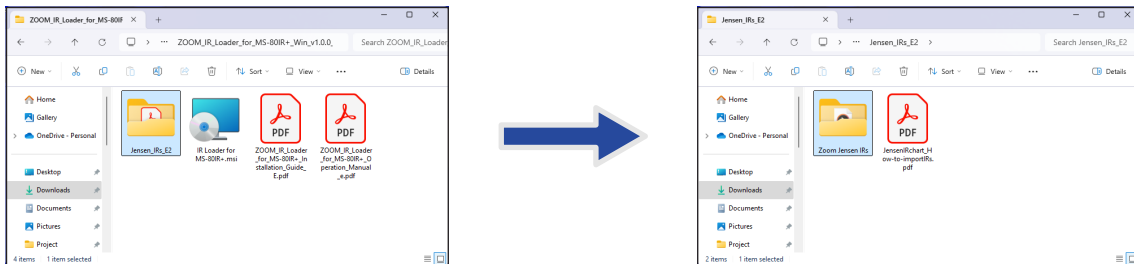 ZOOM_IR_Loader_for_MS-80IR
ZOOM_IR_Loader_for_MS-80IR+_Win_v1.0.0_
Search ZOOM_IR_Loader
New
Sort
View
Details
Home
Gallery
OneDrive - Personal
Desktop
Downloads
Documents
Pictures
Project
Jensen_IRs_E2
IR Loader for
MS-80IR+.msi
PDF
ZOOM_IR_Loader
_for_MS-80IR+_In
stallation_Guide_
E.pdf
PDF
ZOOM_IR_Loader
_for_MS-80IR+_O
peration_Manual
_e.pdf
4 items 1 item selected
Jensen_IRs_E2
Jensen_IRs_E2
Search Jensen_IRs_E2
New
Sort
View
Details
Home
Gallery
OneDrive - Personal
Desktop
Downloads
Documents
Pictures
Project
Zoom Jensen IRs
PDF
JensenIRchart_H
ow-to-importIRs.
pdf
2 items 1 item selected